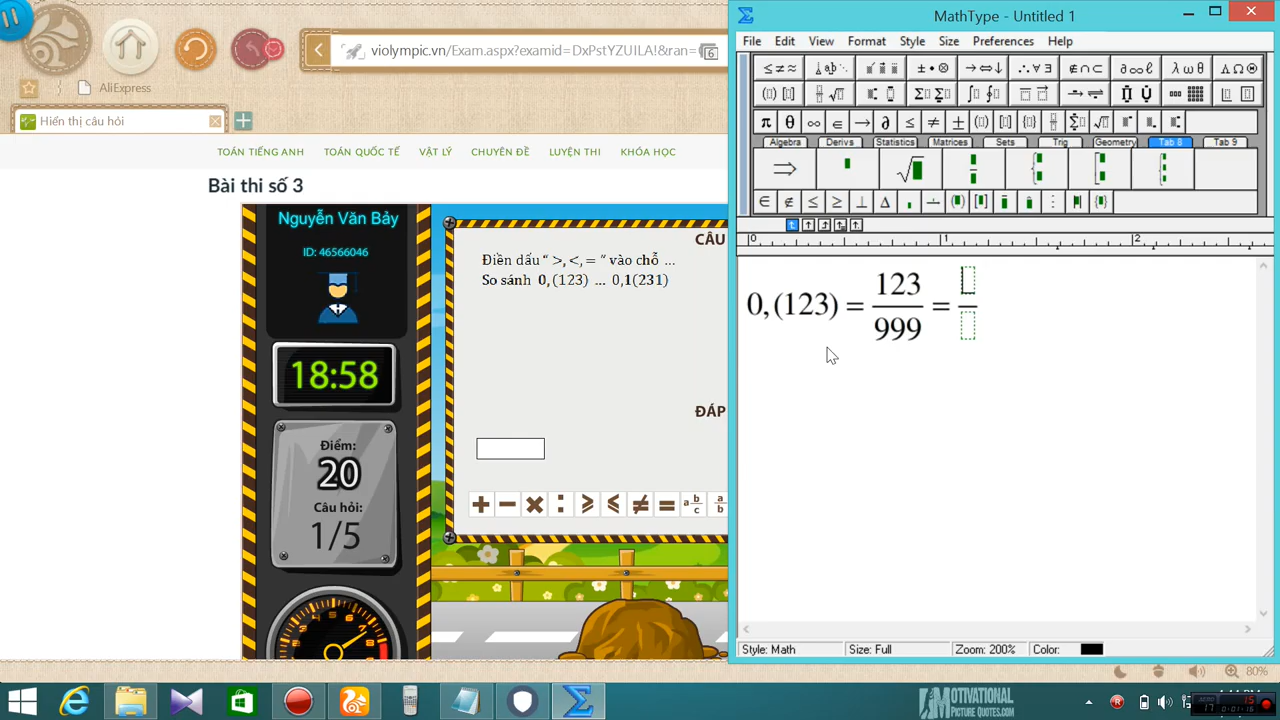 MathType - Untitled 1
File Edit View Format Style Size Preferences Help
violympic.vn/Exam.aspx?examid=DxPstYZUILA!&ran= 6
AliExpress
Hiển thị câu hỏi
Algebra Derivs Statistics Matrices Sets Trig Geometry Tab 8 Tab 9
TOÁN TIẾNG ANH TOÁN QUỐC TẾ VẬT LÝ CHUYÊN ĐỀ LUYỆN THI KHÓA HỌC
Bài thi số 3
Nguyễn Văn Bảy
ID: 46566046
18:58
Điểm:
20
Câu hỏi:
1/5
CÂU
Điền dấu “ >, <, = ” vào chỗ ...
So sánh 0,(123) ... 0,1(231)
ĐÁP
+ − × : > < ≠ = a b/c a/b
0 1 2
0,(123) = 123/999 =
Style: Math Size: Full Zoom: 200% Color:
80%
MOTIVATIONAL
PICTURE QUOTES.COM